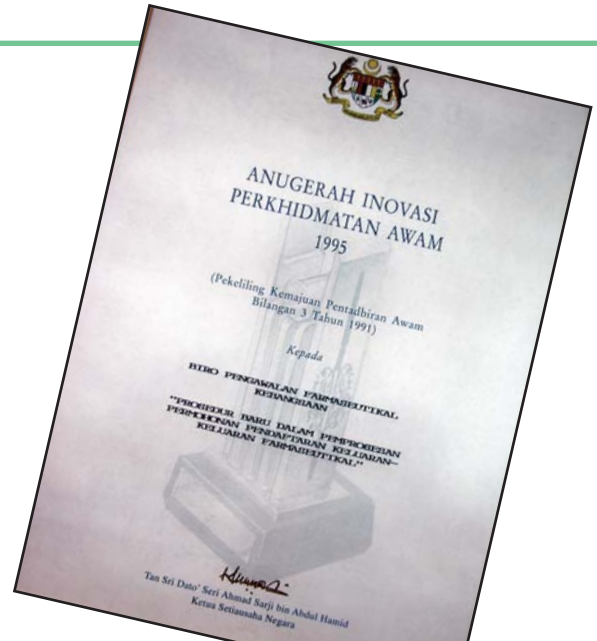 ANUGERAH INOVASI
PERKHIDMATAN AWAM
1995
(Pekeliling Kemajuan Pentadbiran Awam
Bilangan 3 Tahun 1991)
Kepada
BIRO PENGAWALAN FARMASEUTIKAL
KEBANGSAAN
"PROSEDUR BARU DALAM PEMPROSESAN
PERMOHONAN PENDAFTARAN KELUARAN-
KELUARAN FARMASEUTIKAL"
Tan Sri Dato' Seri Ahmad Sarji bin Abdul Hamid
Ketua Setiausaha Negara